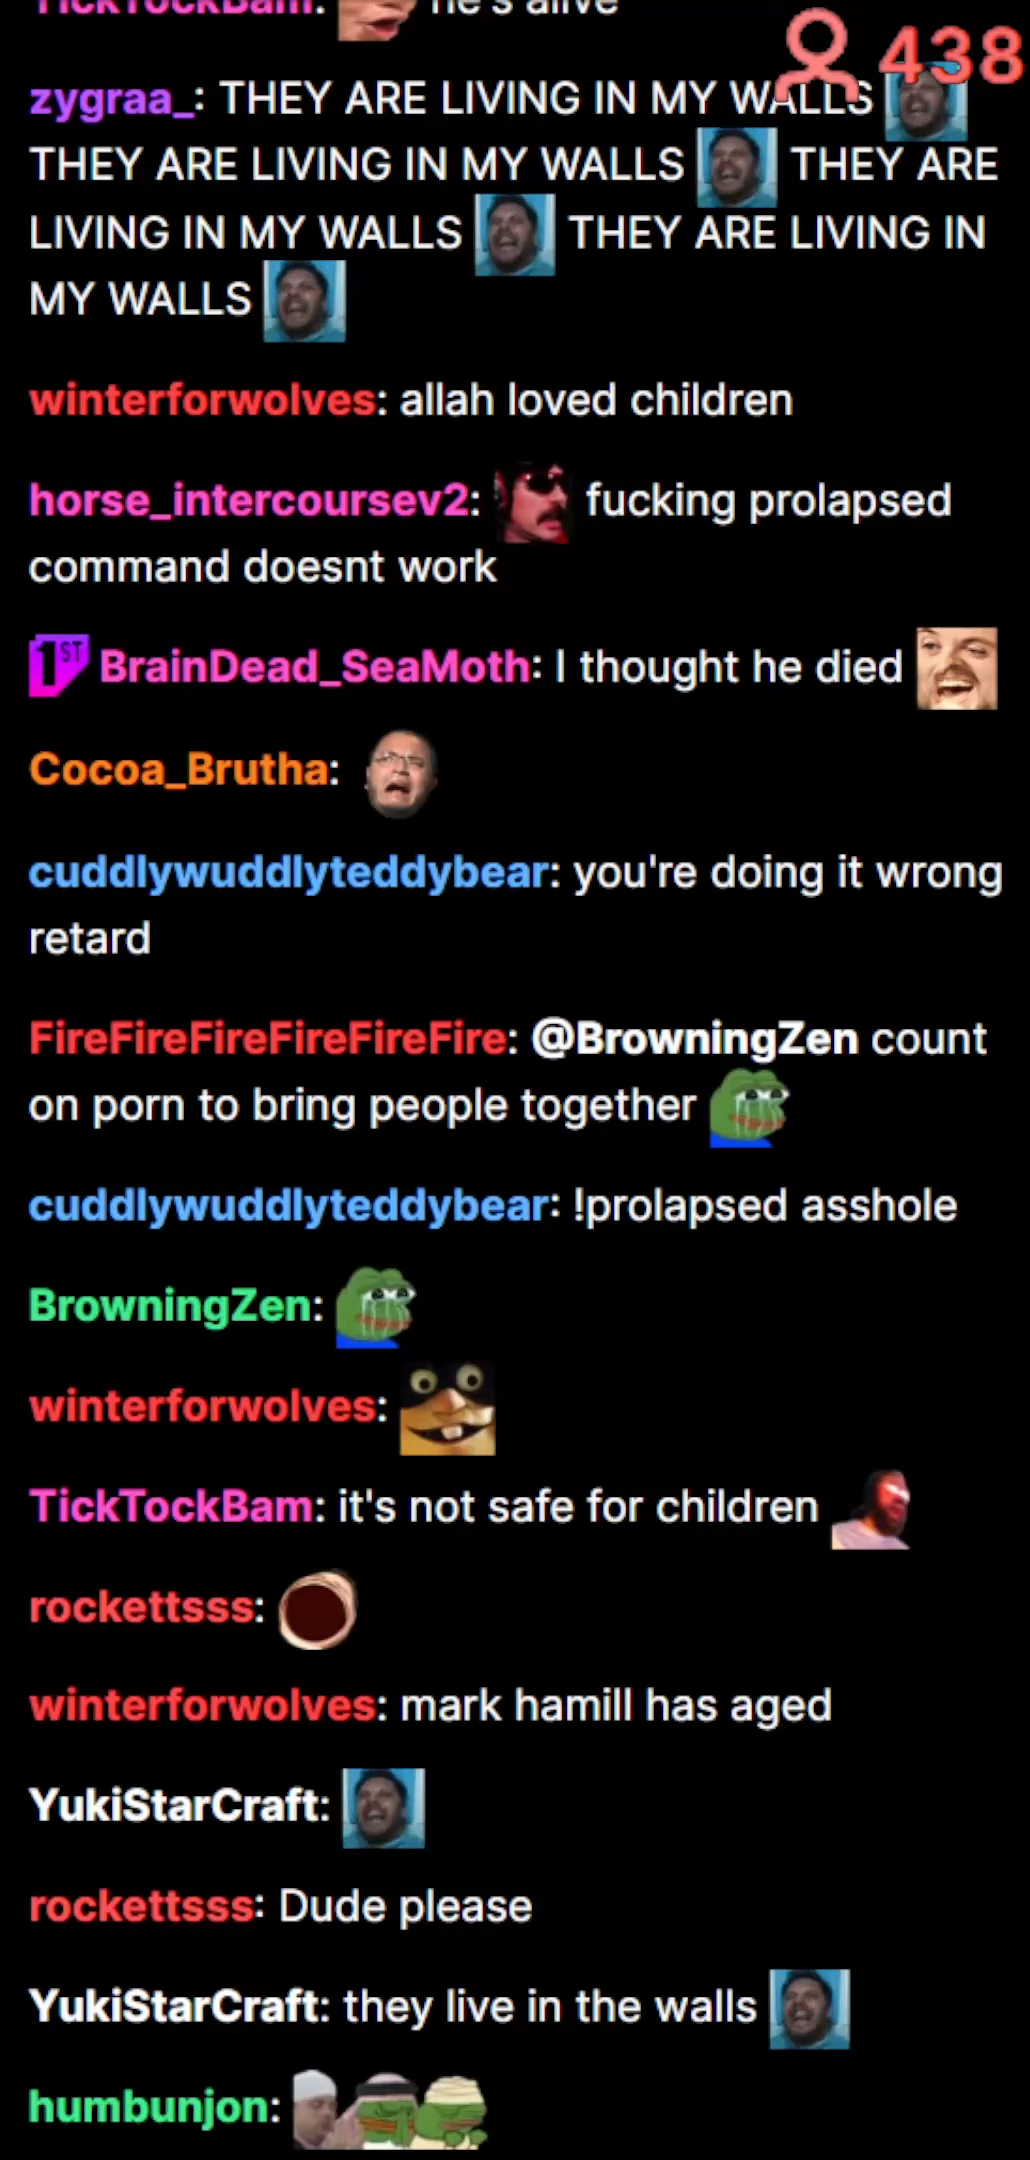 TickTockBam: he's alive
438
zygraa_: THEY ARE LIVING IN MY WALLS
THEY ARE LIVING IN MY WALLS THEY ARE
LIVING IN MY WALLS THEY ARE LIVING IN
MY WALLS
winterforwolves: allah loved children
horse_intercoursev2: fucking prolapsed
command doesnt work
1ST BrainDead_SeaMoth: I thought he died
Cocoa_Brutha:
cuddlywuddlyteddybear: you're doing it wrong
retard
FireFireFireFireFireFire: @BrowningZen count
on porn to bring people together
cuddlywuddlyteddybear: !prolapsed asshole
BrowningZen:
winterforwolves:
TickTockBam: it's not safe for children
rockettsss:
winterforwolves: mark hamill has aged
YukiStarCraft:
rockettsss: Dude please
YukiStarCraft: they live in the walls
humbunjon: